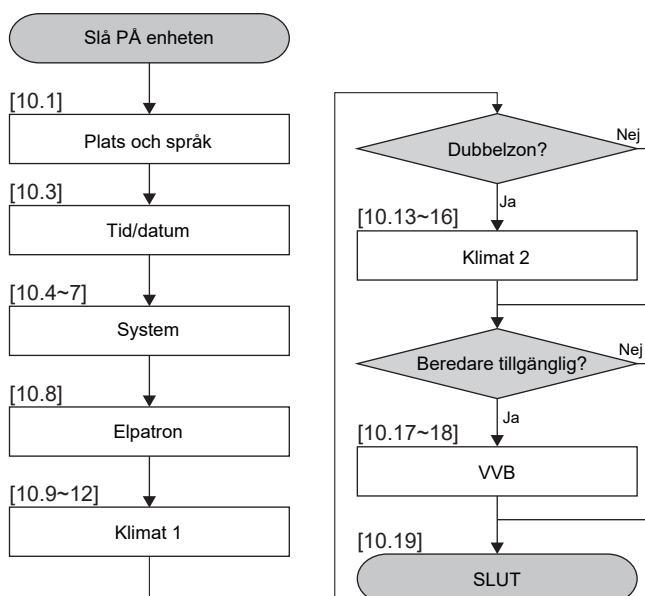 Slå PÅ enheten
[10.1]
Plats och språk
[10.3]
Tid/datum
[10.4~7]
System
[10.8]
Elpatron
[10.9~12]
Klimat 1
Dubbelzon?
Nej
Ja
[10.13~16]
Klimat 2
Beredare tillgänglig?
Nej
Ja
[10.17~18]
VVB
[10.19]
SLUT